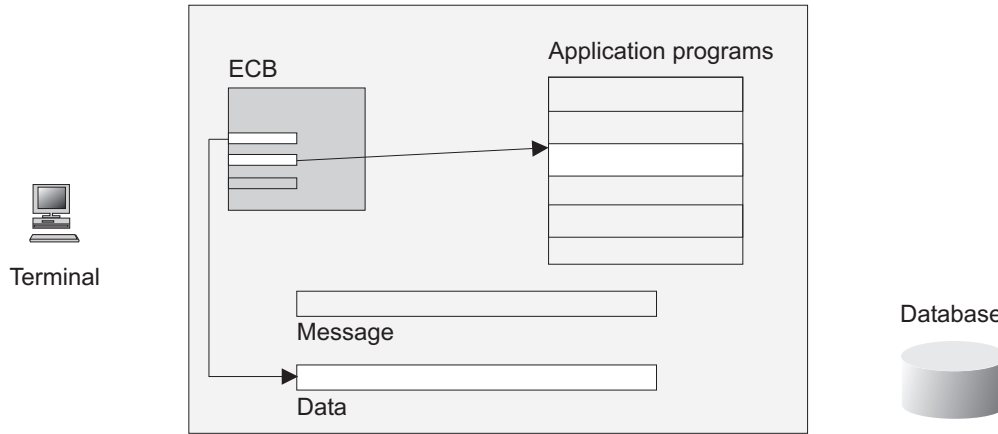 ECB
Application programs
Terminal
Message
Database
Data